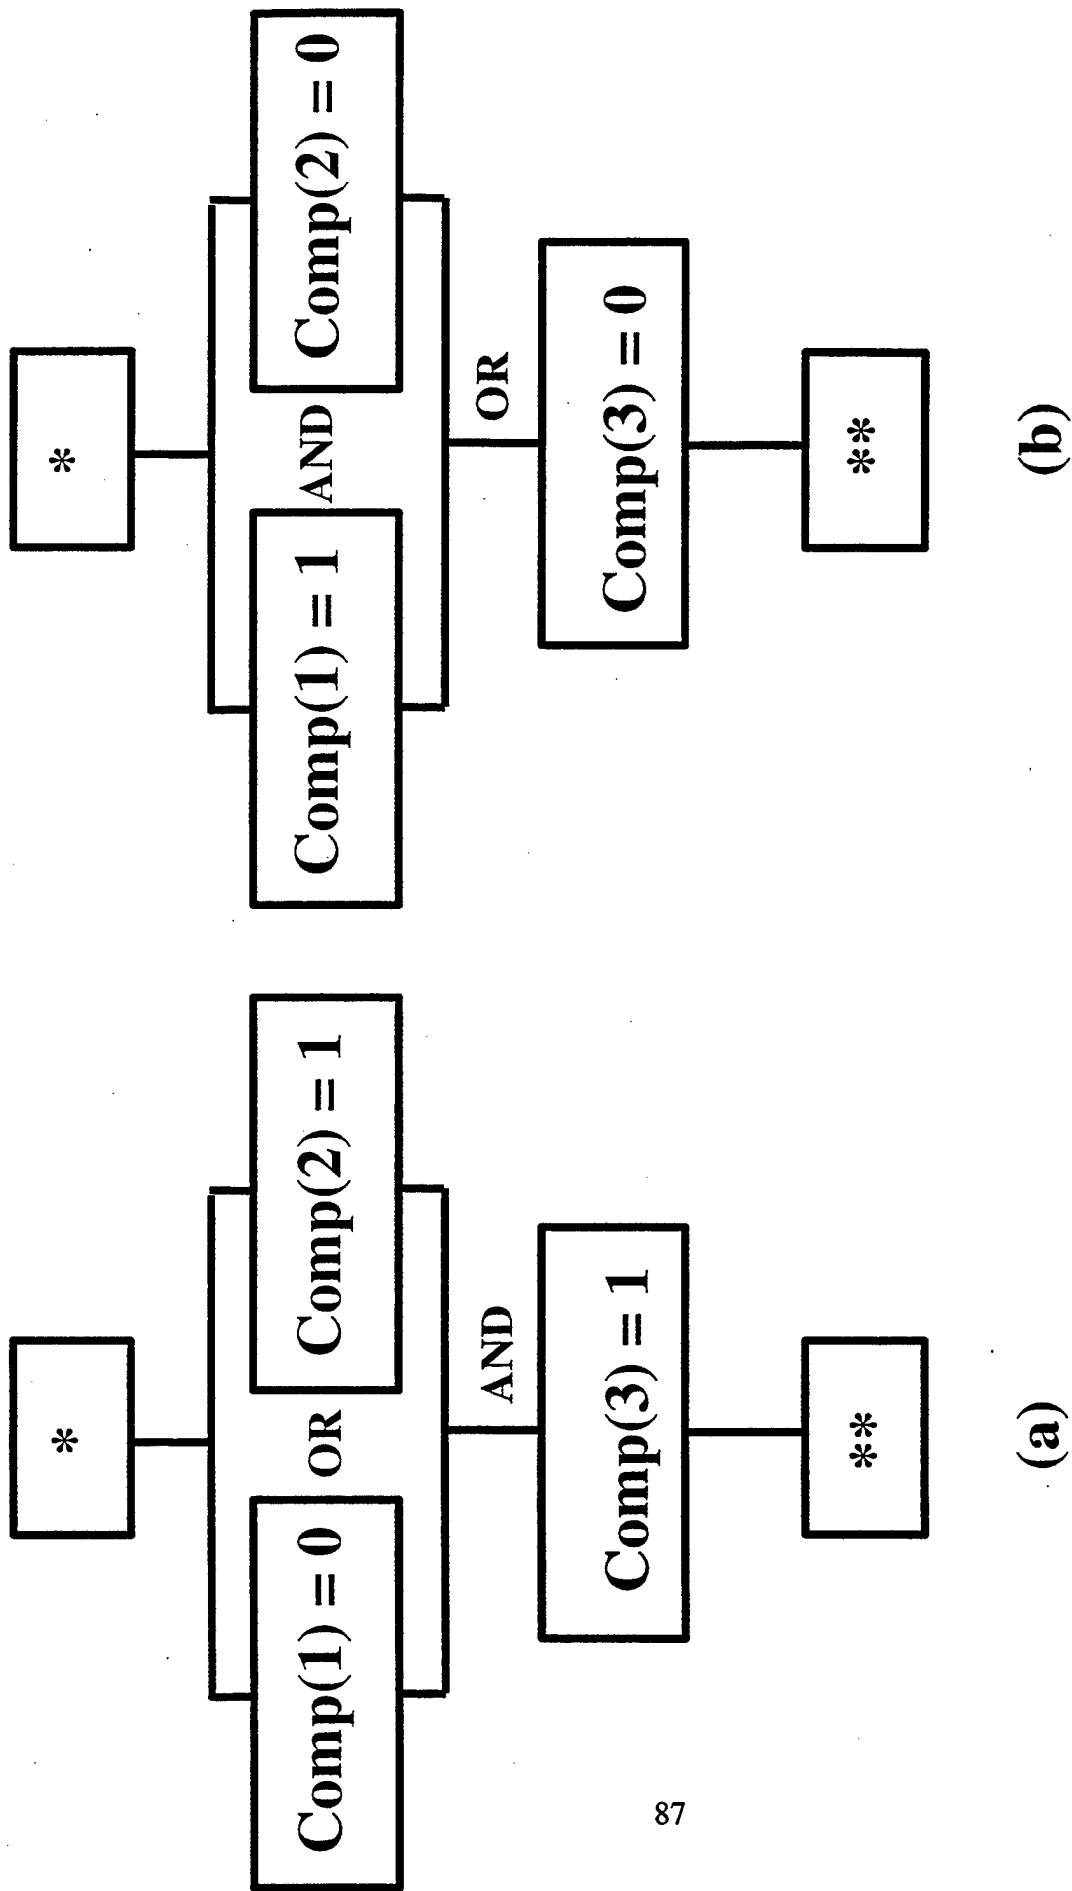 *
Comp(1) = 0
OR
Comp(2) = 1
AND
Comp(3) = 1
**
(a)
*
Comp(1) = 1
AND
Comp(2) = 0
OR
Comp(3) = 0
**
(b)
87